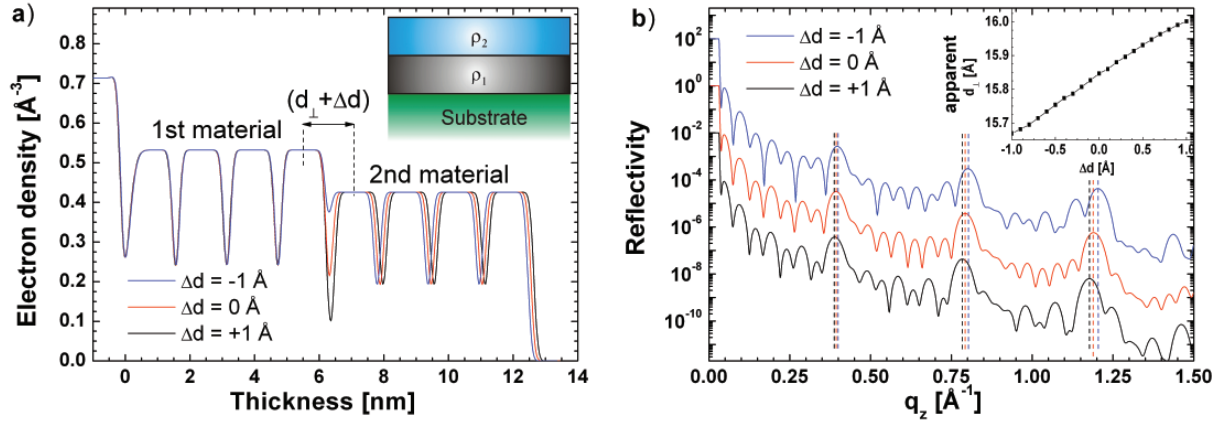 a)
0.8
0.7
0.6
0.5
0.4
0.3
0.2
0.1
0.0
Electron density [Å⁻³]
ρ₂
ρ₁
Substrate
(d⊥+Δd)
1st material
2nd material
Δd = -1 Å
Δd = 0 Å
Δd = +1 Å
0 2 4 6 8 10 12 14
Thickness [nm]
b)
10²
10⁰
10⁻²
10⁻⁴
10⁻⁶
10⁻⁸
10⁻¹⁰
Reflectivity
Δd = -1 Å
Δd = 0 Å
Δd = +1 Å
16.0
15.9
15.8
15.7
apparent
d⊥ [Å]
-1.0 -0.5 0.0 0.5 1.0
Δd [Å]
0.00 0.25 0.50 0.75 1.00 1.25 1.50
q_z [Å⁻¹]